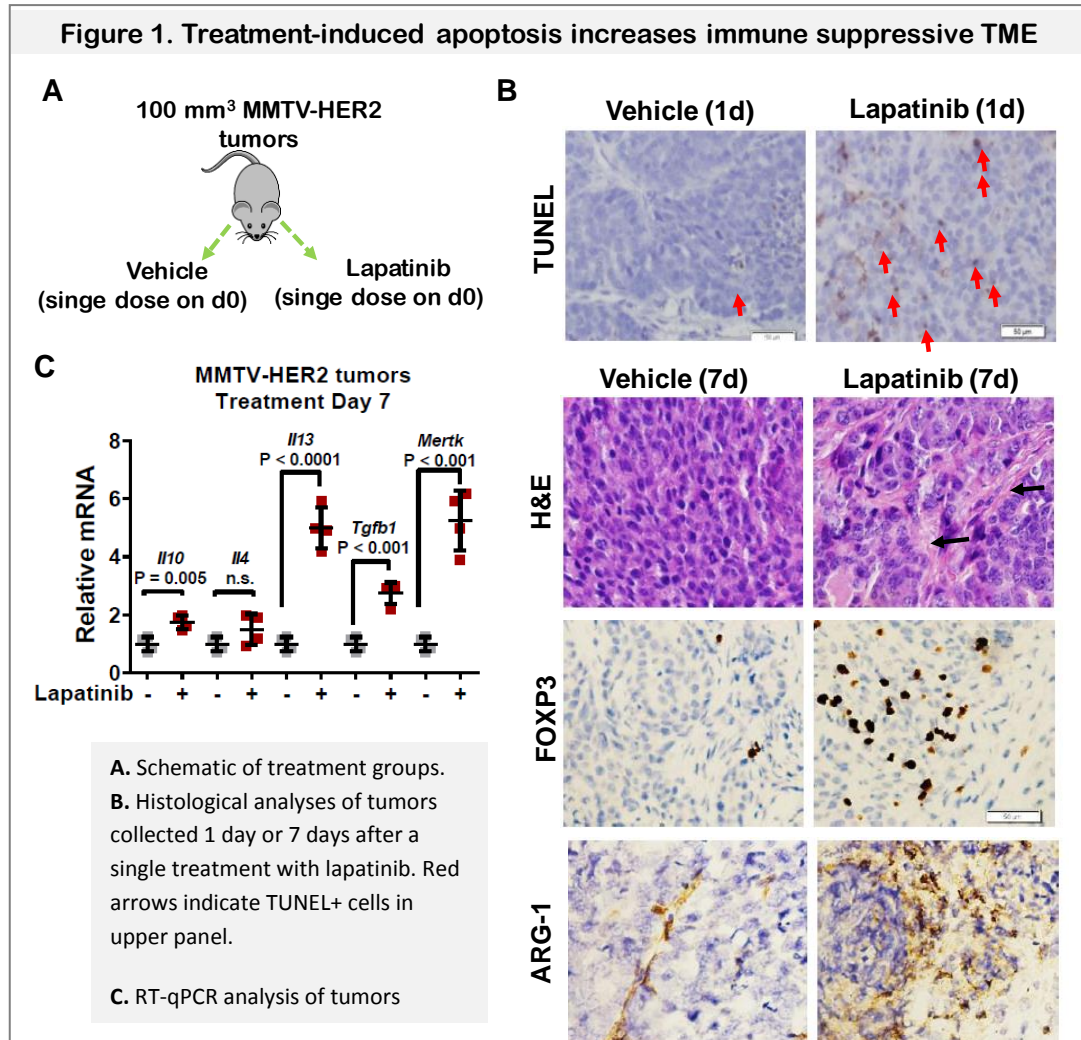 Figure 1. Treatment-induced apoptosis increases immune suppressive TME
A
100 mm³ MMTV-HER2
tumors
Vehicle
(singe dose on d0)
Lapatinib
(singe dose on d0)
B
Vehicle (1d)
Lapatinib (1d)
TUNEL
50 µm
Vehicle (7d)
Lapatinib (7d)
H&E
FOXP3
50 µm
ARG-1
C
MMTV-HER2 tumors
Treatment Day 7
Relative mRNA
8
6
4
2
0
Il10
P = 0.005
Il4
n.s.
Il13
P < 0.0001
Tgfb1
P < 0.001
Mertk
P < 0.001
Lapatinib - + - + - + - + - +
A. Schematic of treatment groups.
B. Histological analyses of tumors
collected 1 day or 7 days after a
single treatment with lapatinib. Red
arrows indicate TUNEL+ cells in
upper panel.
C. RT-qPCR analysis of tumors